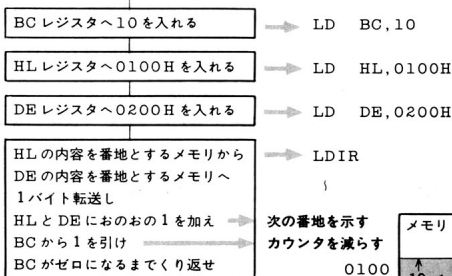 BCレジスタへ10を入れる
LD BC,10
HLレジスタへ0100Hを入れる
LD HL,0100H
DEレジスタへ0200Hを入れる
LD DE,0200H
HLの内容を番地とするメモリから
DEの内容を番地とするメモリへ
1バイト転送し
HLとDEにおのおの1を加え
BCから1を引け
BCがゼロになるまでくり返せ
LDIR
次の番地を示す
カウンタを減らす
メモリ
0100